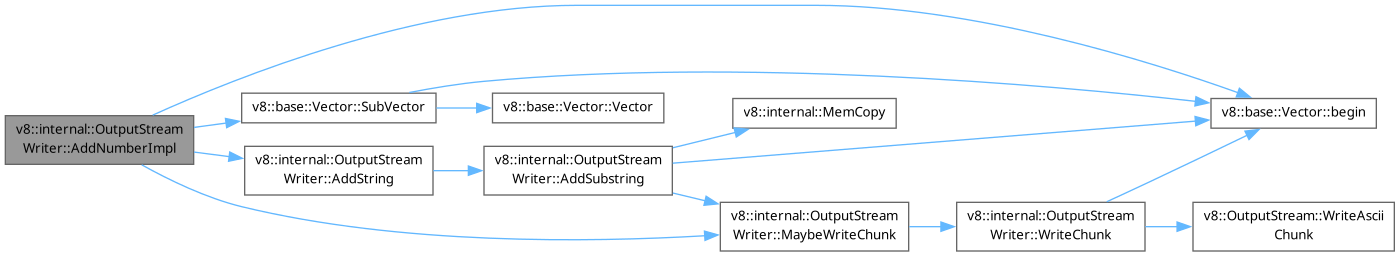 v8::internal::OutputStream
Writer::AddNumberImpl
v8::base::Vector::SubVector
v8::internal::OutputStream
Writer::AddString
v8::base::Vector::Vector
v8::internal::OutputStream
Writer::AddSubstring
v8::internal::MemCopy
v8::internal::OutputStream
Writer::MaybeWriteChunk
v8::internal::OutputStream
Writer::WriteChunk
v8::base::Vector::begin
v8::OutputStream::WriteAscii
Chunk